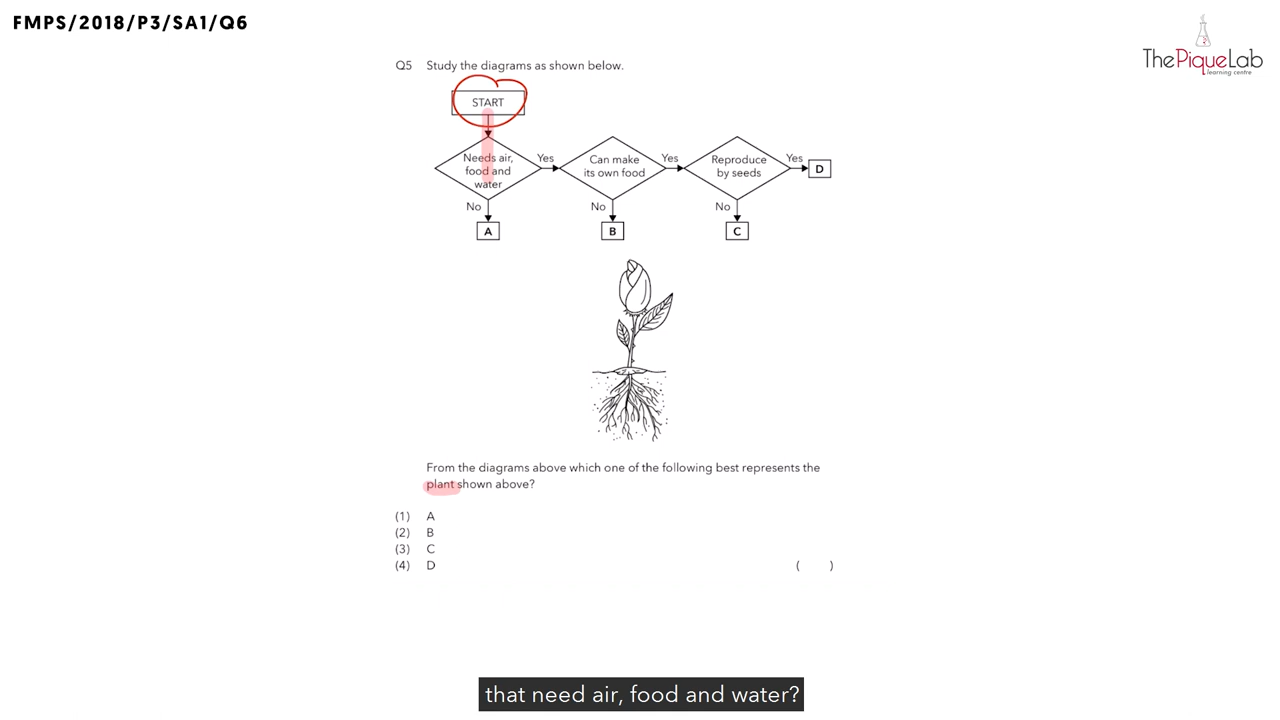 FMPS/2018/P3/SA1/Q6
ThePiqueLab
learning centre
Q5 Study the diagrams as shown below.
START
Needs air,
food and
water
Yes
Can make
its own food
Yes
Reproduce
by seeds
Yes
D
No
No
No
A
B
C
From the diagrams above which one of the following best represents the
plant shown above?
(1) A
(2) B
(3) C
(4) D ( )
that need air, food and water?